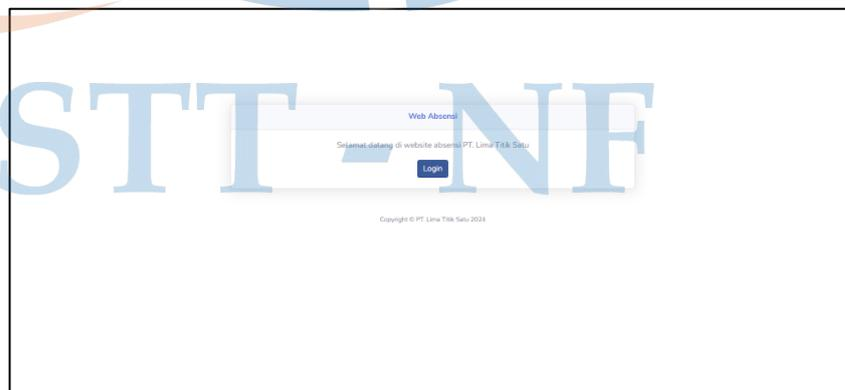 STT - NF
Web Absensi
Selamat datang di website absensi PT. Lima Titik Satu
Login
Copyright © PT. Lima Titik Satu 2024